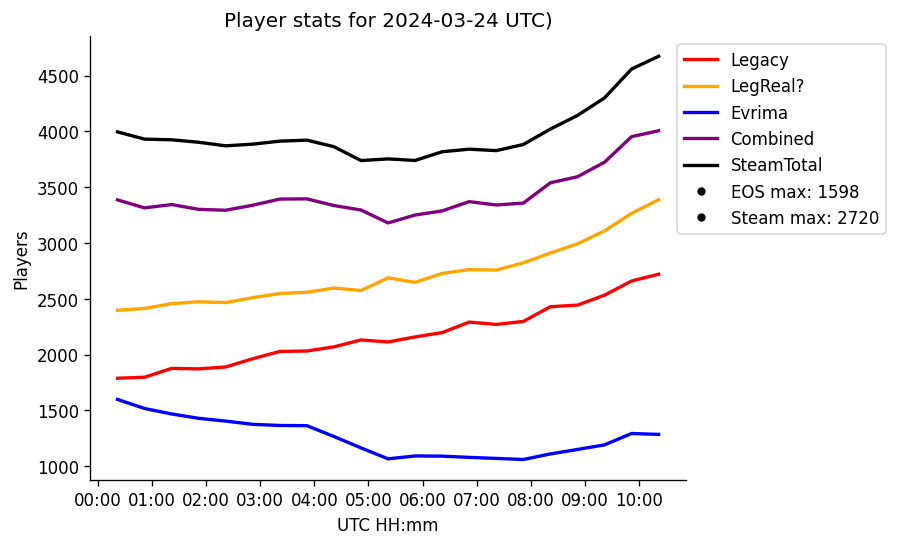 Player stats for 2024-03-24 UTC)
Legacy
LegReal?
Evrima
Combined
SteamTotal
EOS max: 1598
Steam max: 2720
Players
4500
4000
3500
3000
2500
2000
1500
1000
00:00 01:00 02:00 03:00 04:00 05:00 06:00 07:00 08:00 09:00 10:00
UTC HH:mm